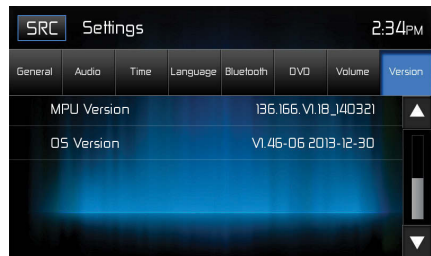 SRC Settings 2:34PM
General Audio Time Language Bluetooth DVD Volume Version
MPU Version 136.166.V1.18_140321
OS Version V1.46-06 2013-12-30